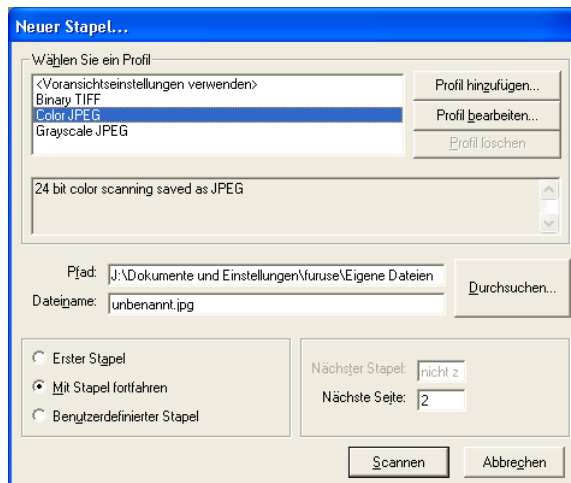 Neuer Stapel...
Wählen Sie ein Profil
<Voransichtseinstellungen verwenden>
Binary TIFF
Color JPEG
Grayscale JPEG
Profil hinzufügen...
Profil bearbeiten...
Profil löschen
24 bit color scanning saved as JPEG
Pfad: J:\Dokumente und Einstellungen\furuse\Eigene Dateien
Dateiname: unbenannt.jpg
Durchsuchen...
Erster Stapel
Mit Stapel fortfahren
Benutzerdefinierter Stapel
Nächster Stapel: nicht z
Nächste Seite: 2
Scannen
Abbrechen